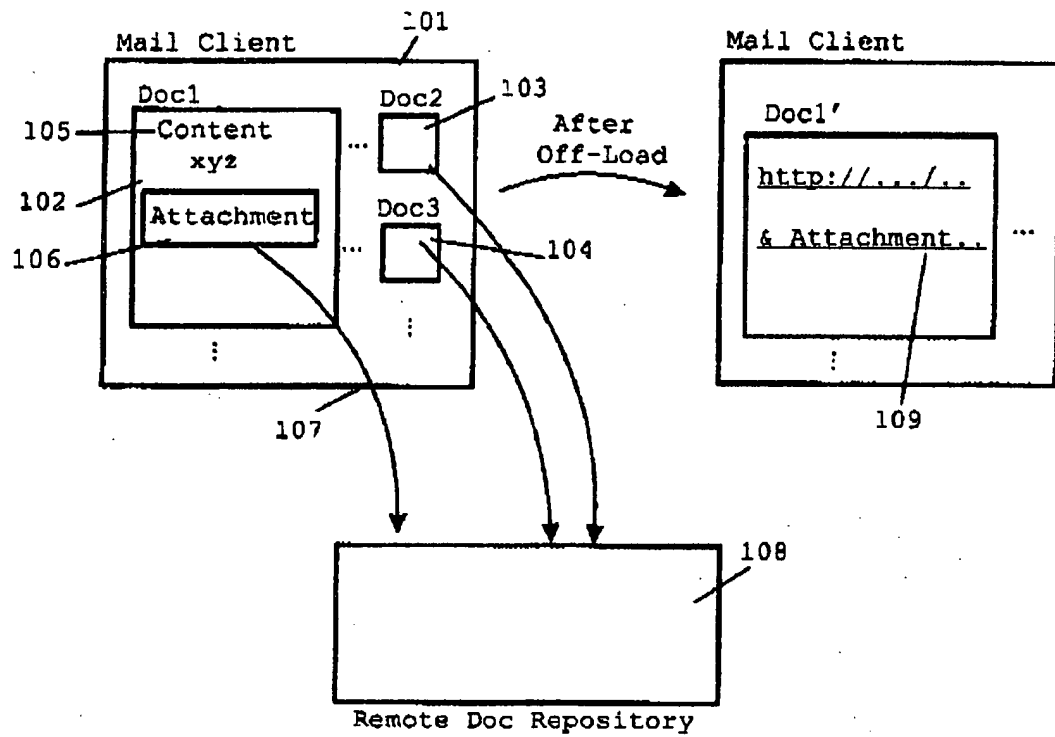 101
Mail Client
Mail Client
Doc1
Doc2
103
105
Content
xyz
...
After
Off-Load
Doc1'
http://.../..
102
Attachment
Doc3
106
...
104
& Attachment..
...
107
109
108
Remote Doc Repository